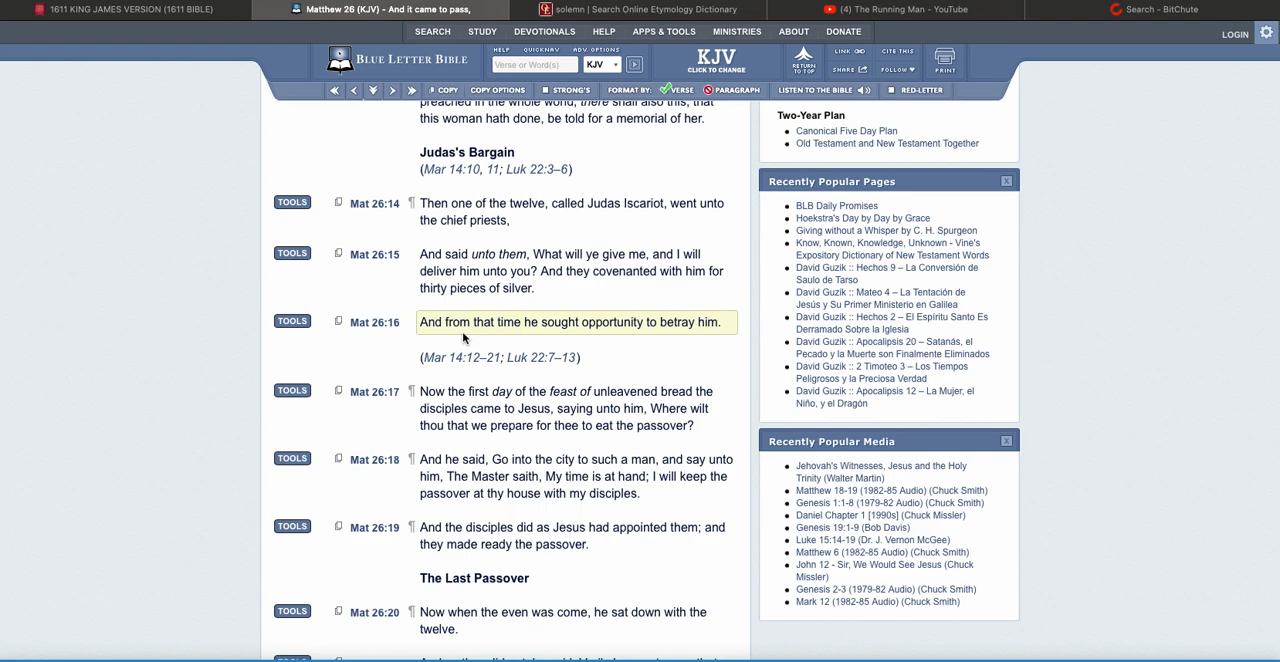 1611 KING JAMES VERSION (1611 BIBLE)
Matthew 26 (KJV) - And it came to pass,
solemn | Search Online Etymology Dictionary
(4) The Running Man - YouTube
Search - BitChute
SEARCH STUDY DEVOTIONALS HELP APPS & TOOLS MINISTRIES ABOUT DONATE
LOGIN
BLUE LETTER BIBLE
HELP QUICKNAV ADV. OPTIONS
Verse or Word(s) KJV
KJV
CLICK TO CHANGE
RETURN
TO TOP
LINK
CITE THIS
SHARE
FOLLOW
PRINT
COPY COPY OPTIONS STRONG'S FORMAT BY: VERSE PARAGRAPH LISTEN TO THE BIBLE RED-LETTER
preached in the whole world, there shall also this, that
this woman hath done, be told for a memorial of her.
Judas's Bargain
(Mar 14:10, 11; Luk 22:3–6)
TOOLS Mat 26:14 ¶ Then one of the twelve, called Judas Iscariot, went unto
the chief priests,
TOOLS Mat 26:15 And said unto them, What will ye give me, and I will
deliver him unto you? And they covenanted with him for
thirty pieces of silver.
TOOLS Mat 26:16 And from that time he sought opportunity to betray him.
(Mar 14:12–21; Luk 22:7–13)
TOOLS Mat 26:17 ¶ Now the first day of the feast of unleavened bread the
disciples came to Jesus, saying unto him, Where wilt
thou that we prepare for thee to eat the passover?
TOOLS Mat 26:18 ¶ And he said, Go into the city to such a man, and say unto
him, The Master saith, My time is at hand; I will keep the
passover at thy house with my disciples.
TOOLS Mat 26:19 ¶ And the disciples did as Jesus had appointed them; and
they made ready the passover.
The Last Passover
TOOLS Mat 26:20 ¶ Now when the even was come, he sat down with the
twelve.
Two-Year Plan
Canonical Five Day Plan
Old Testament and New Testament Together
Recently Popular Pages
BLB Daily Promises
Hoekstra's Day by Day by Grace
Giving without a Whisper by C. H. Spurgeon
Know, Known, Knowledge, Unknown - Vine's
Expository Dictionary of New Testament Words
David Guzik :: Hechos 9 – La Conversión de
Saulo de Tarso
David Guzik :: Mateo 4 – La Tentación de
Jesús y Su Primer Ministerio en Galilea
David Guzik :: Hechos 2 – El Espíritu Santo Es
Derramado Sobre la Iglesia
David Guzik :: Apocalipsis 20 – Satanás, el
Pecado y la Muerte son Finalmente Eliminados
David Guzik :: 2 Timoteo 3 – Los Tiempos
Peligrosos y la Preciosa Verdad
David Guzik :: Apocalipsis 12 – La Mujer, el
Niño, y el Dragón
Recently Popular Media
Jehovah's Witnesses, Jesus and the Holy
Trinity (Walter Martin)
Matthew 18-19 (1982-85 Audio) (Chuck Smith)
Genesis 1:1-8 (1979-82 Audio) (Chuck Smith)
Daniel Chapter 1 [1990s] (Chuck Missler)
Genesis 19:1-9 (Bob Davis)
Luke 15:14-19 (Dr. J. Vernon McGee)
Matthew 6 (1982-85 Audio) (Chuck Smith)
John 12 - Sir, We Would See Jesus (Chuck
Missler)
Genesis 2-3 (1979-82 Audio) (Chuck Smith)
Mark 12 (1982-85 Audio) (Chuck Smith)